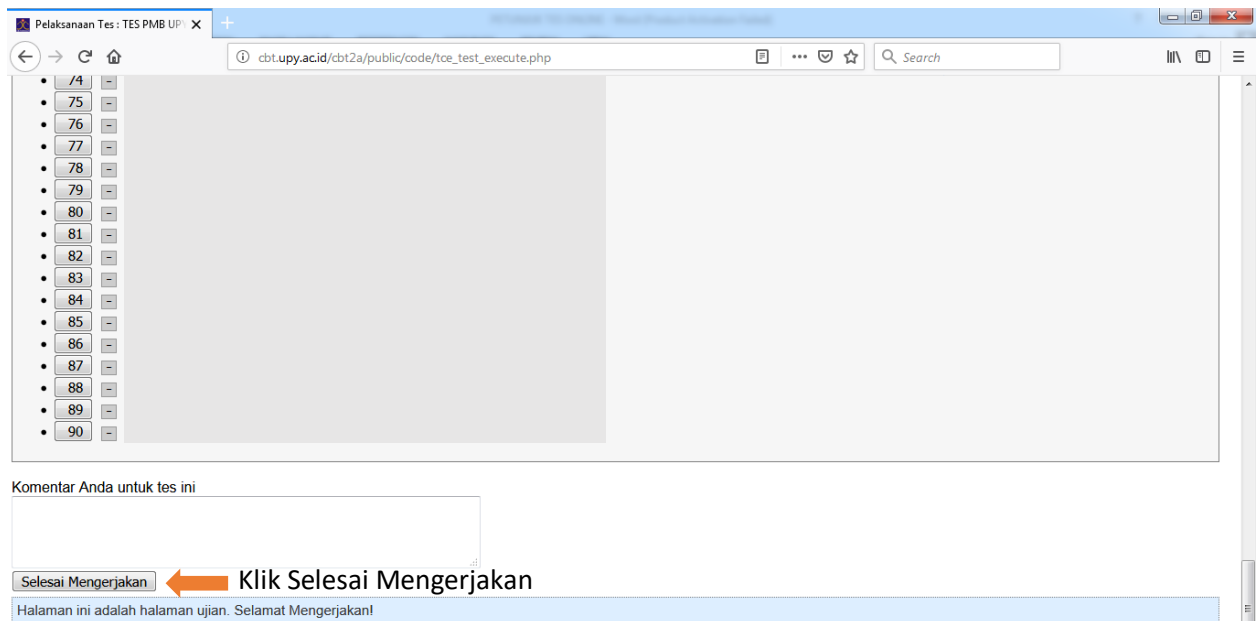 Pelaksanaan Tes : TES PMB UPY
cbt.upy.ac.id/cbt2a/public/code/tce_test_execute.php
Search
74 -
75 -
76 -
77 -
78 -
79 -
80 -
81 -
82 -
83 -
84 -
85 -
86 -
87 -
88 -
89 -
90 -
Komentar Anda untuk tes ini
Selesai Mengerjakan
Klik Selesai Mengerjakan
Halaman ini adalah halaman ujian. Selamat Mengerjakan!